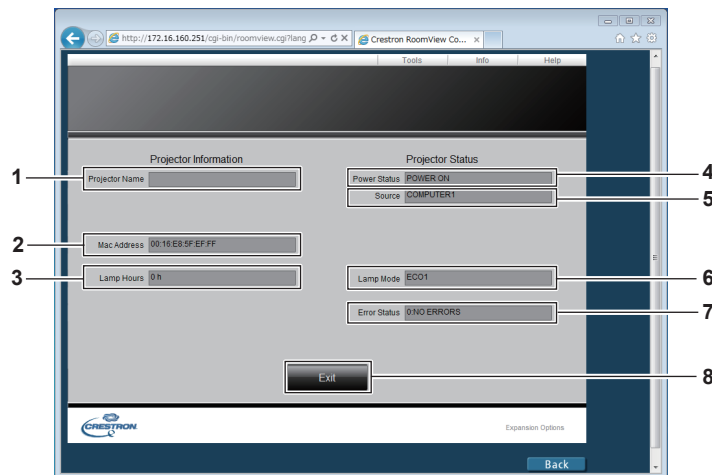 http://172.16.160.251/cgi-bin/roomview.cgi?lang
Crestron RoomView Co...
Tools Info Help
Projector Information Projector Status
1 Projector Name
Power Status POWER ON 4
Source COMPUTER1 5
2 Mac Address 00:16:E8:5F:EF:FF
3 Lamp Hours 0 h
Lamp Mode ECO1 6
Error Status 0:NO ERRORS 7
Exit 8
CRESTRON
Expansion Options
Back